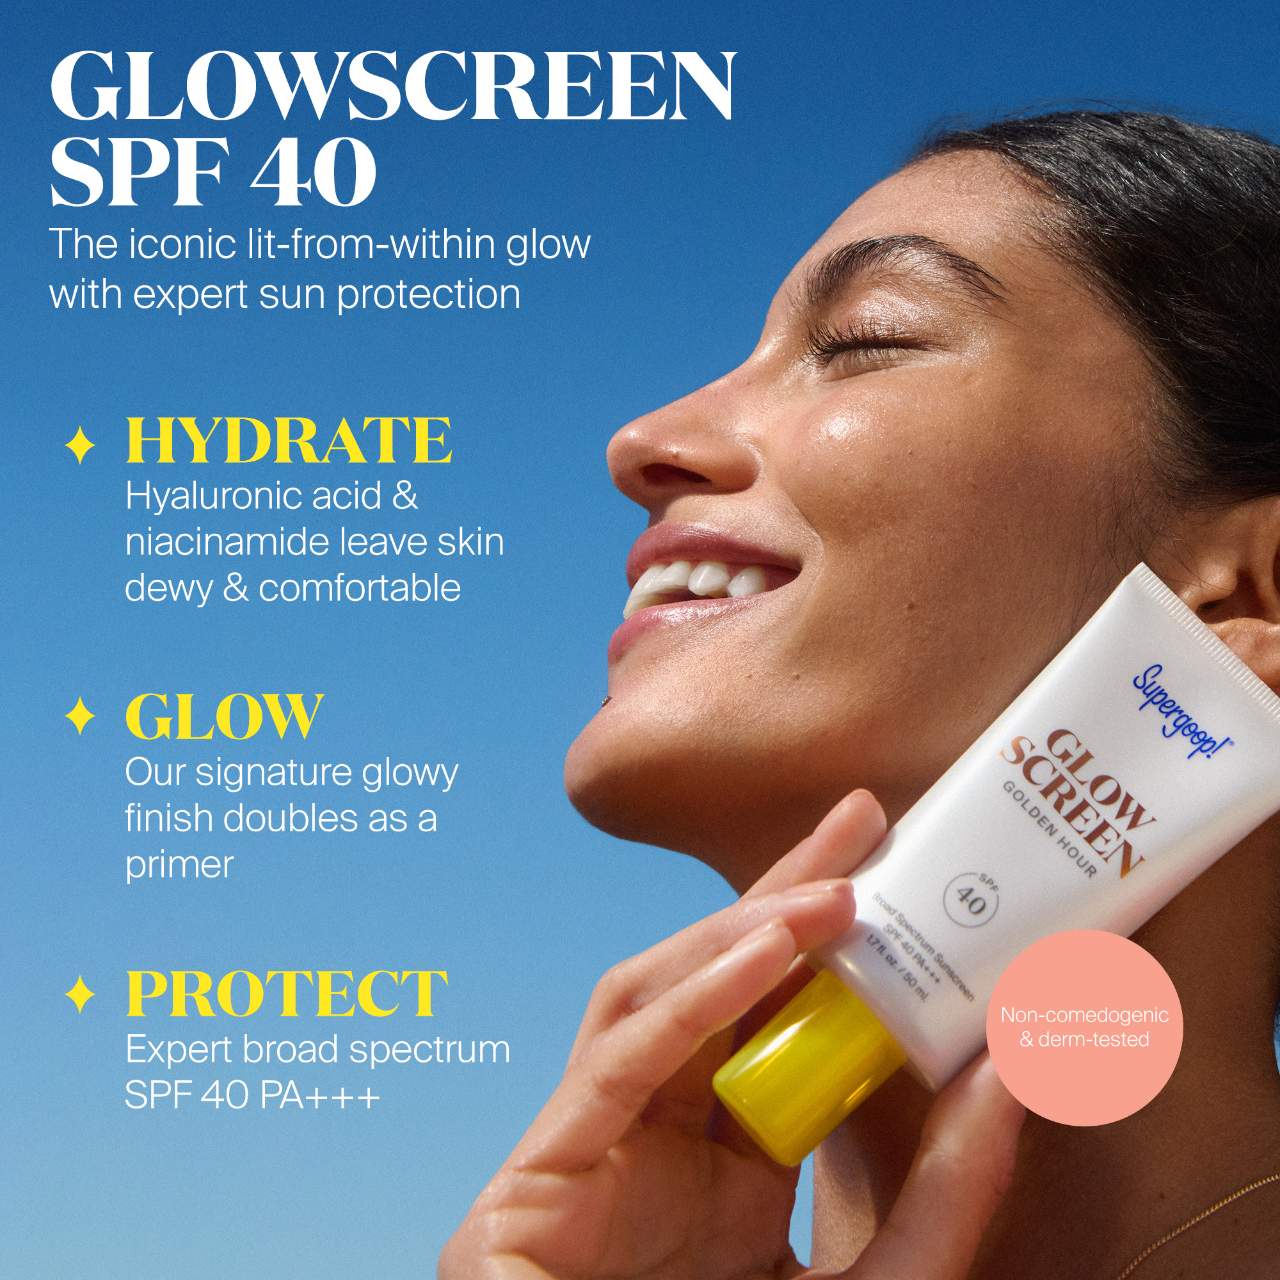 GLOWSCREEN
SPF 40
The iconic lit-from-within glow
with expert sun protection
HYDRATE
Hyaluronic acid &
niacinamide leave skin
dewy & comfortable
GLOW
Our signature glowy
finish doubles as a
primer
PROTECT
Expert broad spectrum
SPF 40 PA+++
Supergoop!
GLOW
SCREEN
GOLDEN HOUR
SPF
40
Broad Spectrum Sunscreen
SPF 40 PA+++
1.7 fl. oz. / 50 ml
Non-comedogenic
& derm-tested